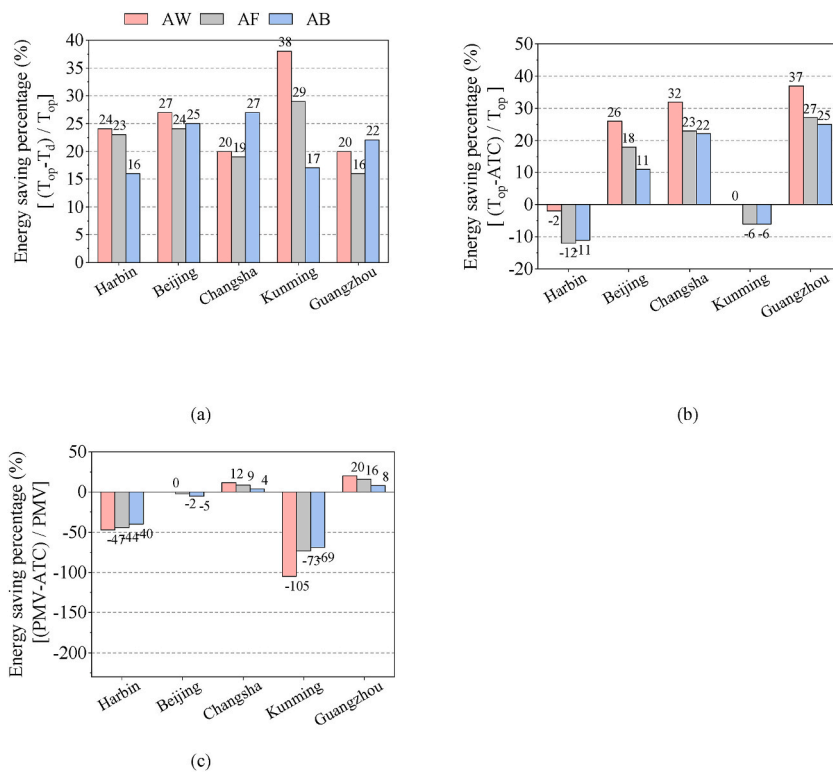 AW AF AB
Energy saving percentage (%)
[ (Top-Td) / Top]
40
35
30
25
20
15
10
5
0
24 23 16
27 24 25
20 19 27
38 29 17
20 16 22
Harbin Beijing Changsha Kunming Guangzhou
(a)
Energy saving percentage (%)
[ (Top-ATC) / Top ]
50
40
30
20
10
0
-10
-20
-2 -12 -11
26 18 11
32 23 22
0 -6 -6
37 27 25
Harbin Beijing Changsha Kunming Guangzhou
(b)
Energy saving percentage (%)
[(PMV-ATC) / PMV]
50
0
-50
-100
-150
-200
-47 -44 -40
0 -2 -5
12 9 4
-105 -73 -69
20 16 8
Harbin Beijing Changsha Kunming Guangzhou
(c)